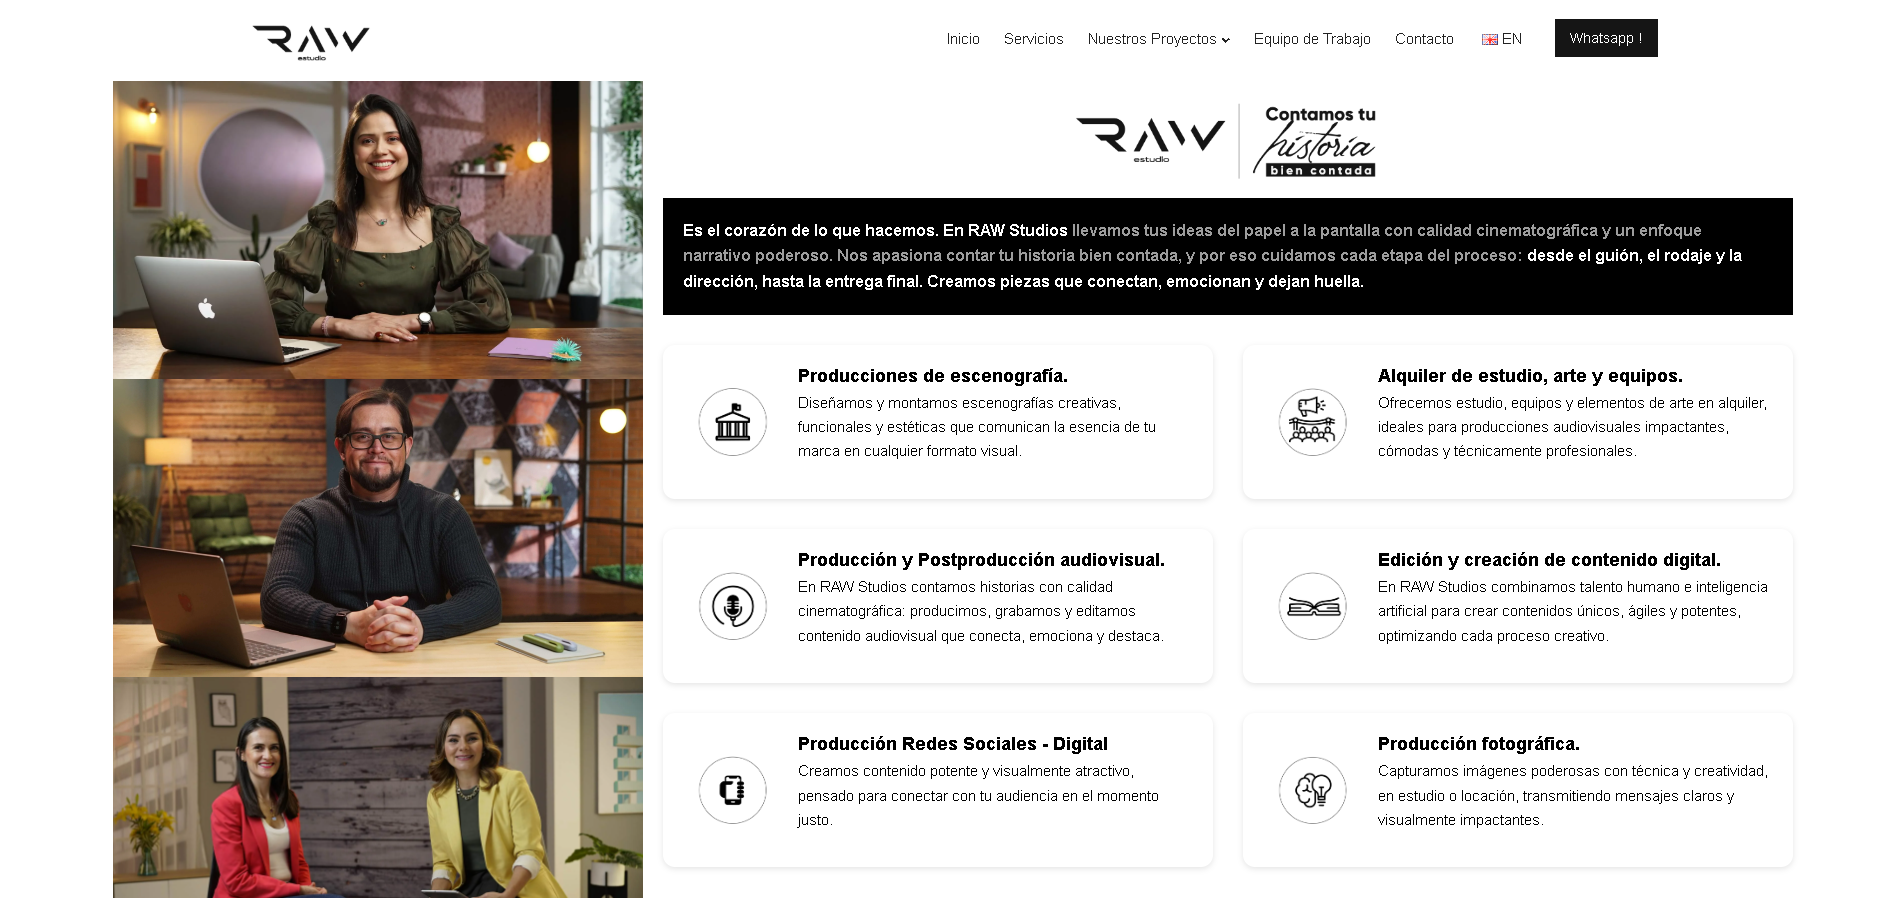 RAW
estudio
Inicio Servicios Nuestros Proyectos Equipo de Trabajo Contacto EN Whatsapp !
RAW
estudio
Contamos tu
historia
bien contada
Es el corazón de lo que hacemos. En RAW Studios llevamos tus ideas del papel a la pantalla con calidad cinematográfica y un enfoque
narrativo poderoso. Nos apasiona contar tu historia bien contada, y por eso cuidamos cada etapa del proceso: desde el guión, el rodaje y la
dirección, hasta la entrega final. Creamos piezas que conectan, emocionan y dejan huella.
Producciones de escenografía.
Diseñamos y montamos escenografías creativas,
funcionales y estéticas que comunican la esencia de tu
marca en cualquier formato visual.
Alquiler de estudio, arte y equipos.
Ofrecemos estudio, equipos y elementos de arte en alquiler,
ideales para producciones audiovisuales impactantes,
cómodas y técnicamente profesionales.
Producción y Postproducción audiovisual.
En RAW Studios contamos historias con calidad
cinematográfica: producimos, grabamos y editamos
contenido audiovisual que conecta, emociona y destaca.
Edición y creación de contenido digital.
En RAW Studios combinamos talento humano e inteligencia
artificial para crear contenidos únicos, ágiles y potentes,
optimizando cada proceso creativo.
Producción Redes Sociales - Digital
Creamos contenido potente y visualmente atractivo,
pensado para conectar con tu audiencia en el momento
justo.
Producción fotográfica.
Capturamos imágenes poderosas con técnica y creatividad,
en estudio o locación, transmitiendo mensajes claros y
visualmente impactantes.